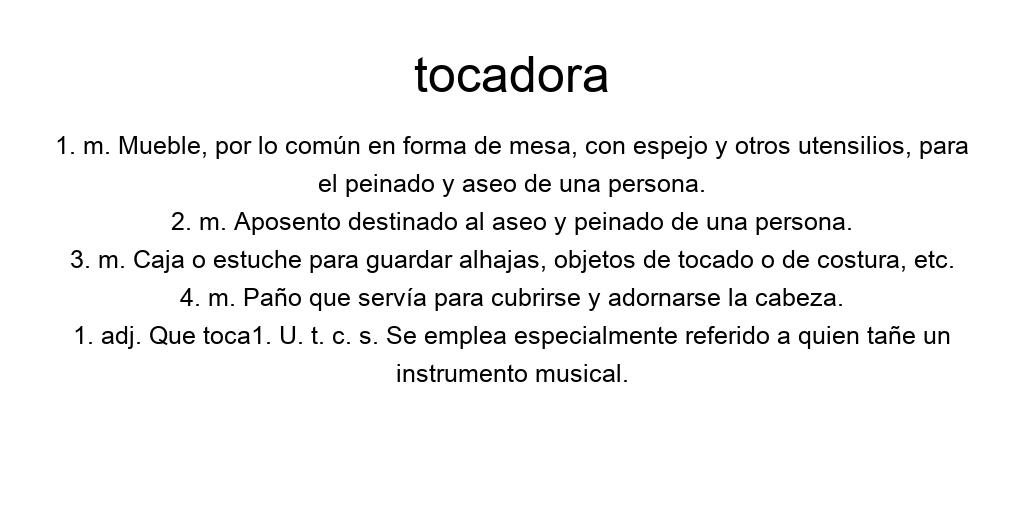 tocadora
1. m. Mueble, por lo común en forma de mesa, con espejo y otros utensilios, para
el peinado y aseo de una persona.
2. m. Aposento destinado al aseo y peinado de una persona.
3. m. Caja o estuche para guardar alhajas, objetos de tocado o de costura, etc.
4. m. Paño que servía para cubrirse y adornarse la cabeza.
1. adj. Que toca1. U. t. c. s. Se emplea especialmente referido a quien tañe un
instrumento musical.